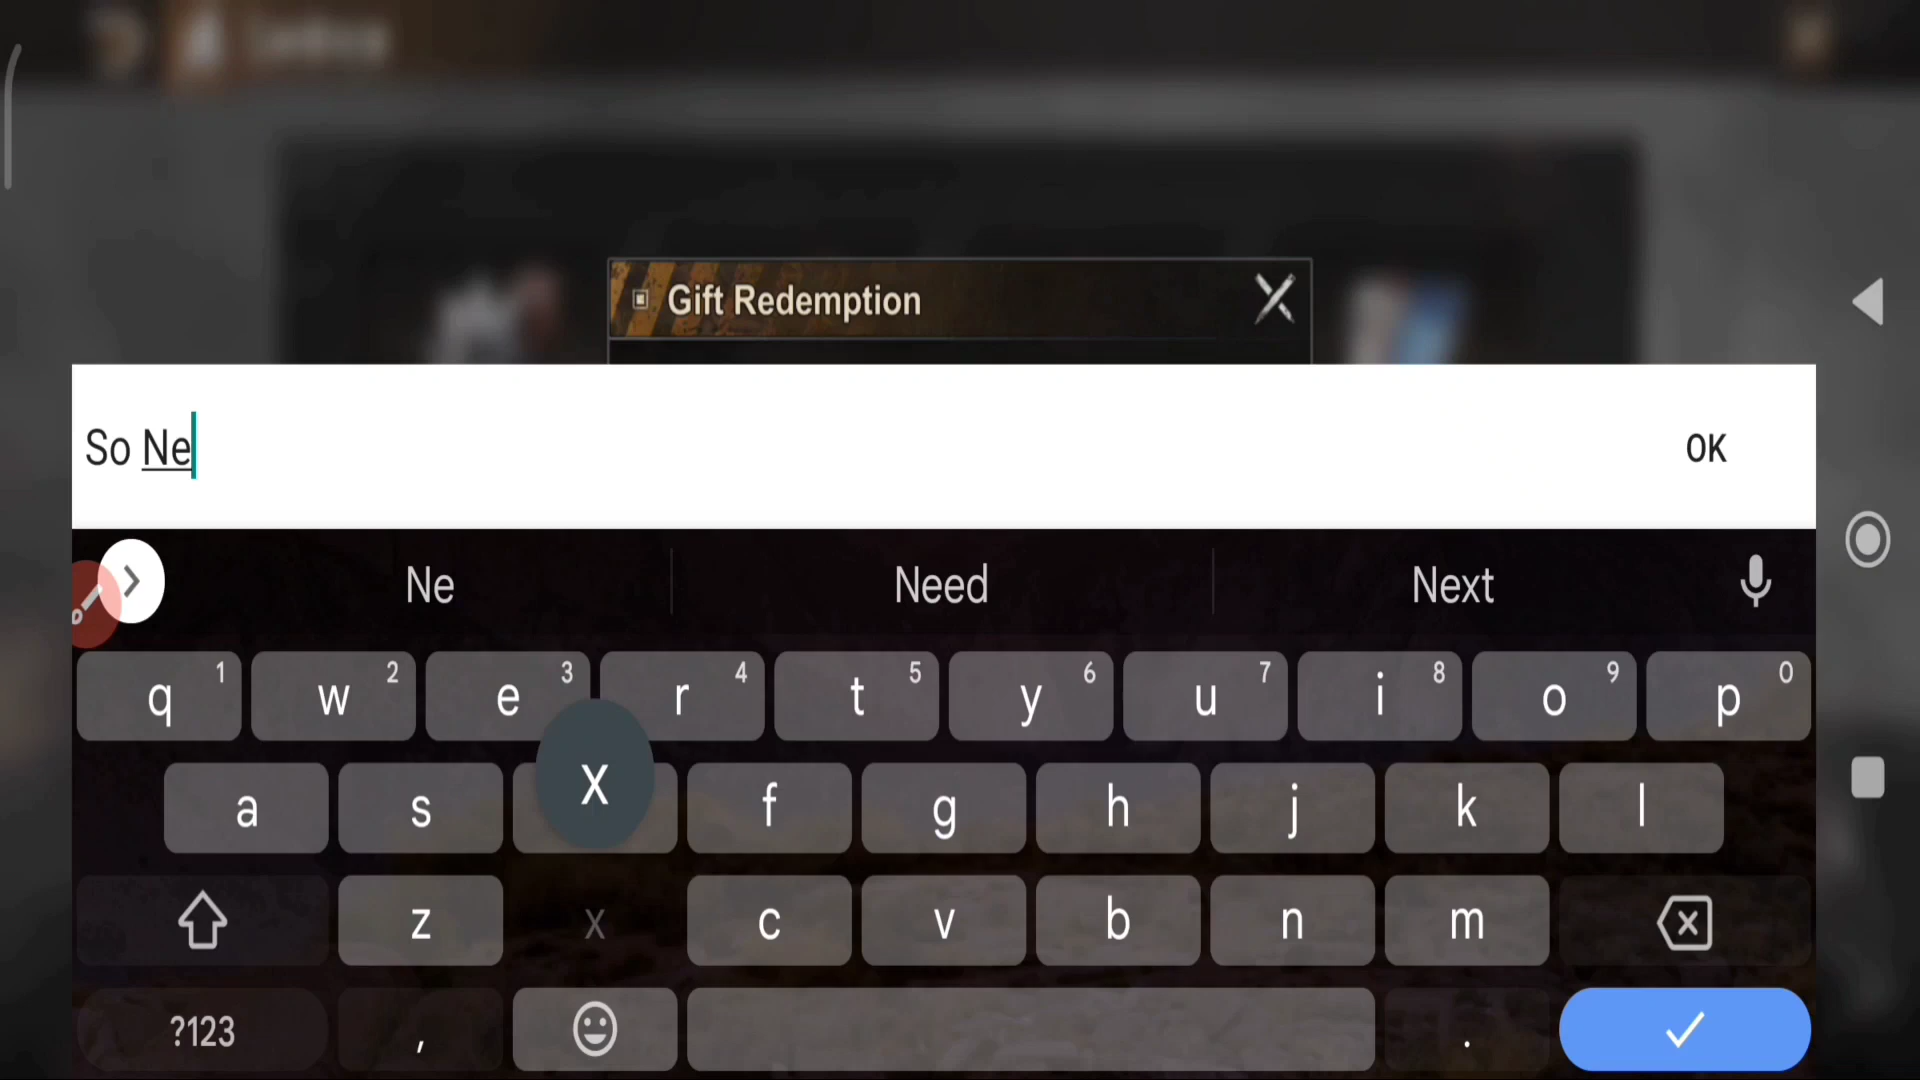 Gift Redemption
So Ne
OK
Ne Need Next
q 1 w 2 e 3 r 4 t 5 y 6 u 7 i 8 o 9 p 0
a s x f g h j k l
z x c v b n m
?123 , .